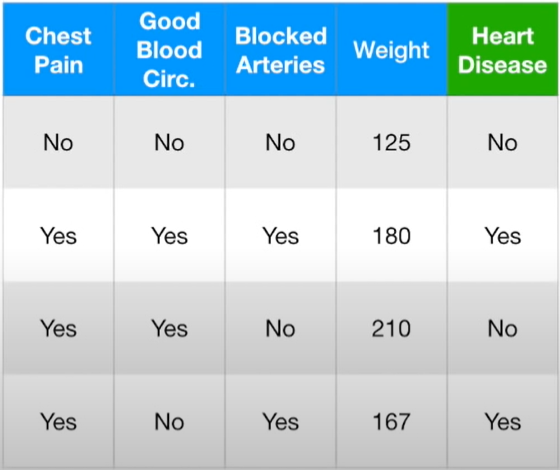 Chest Pain | Good Blood Circ. | Blocked Arteries | Weight | Heart Disease
No | No | No | 125 | No
Yes | Yes | Yes | 180 | Yes
Yes | Yes | No | 210 | No
Yes | No | Yes | 167 | Yes